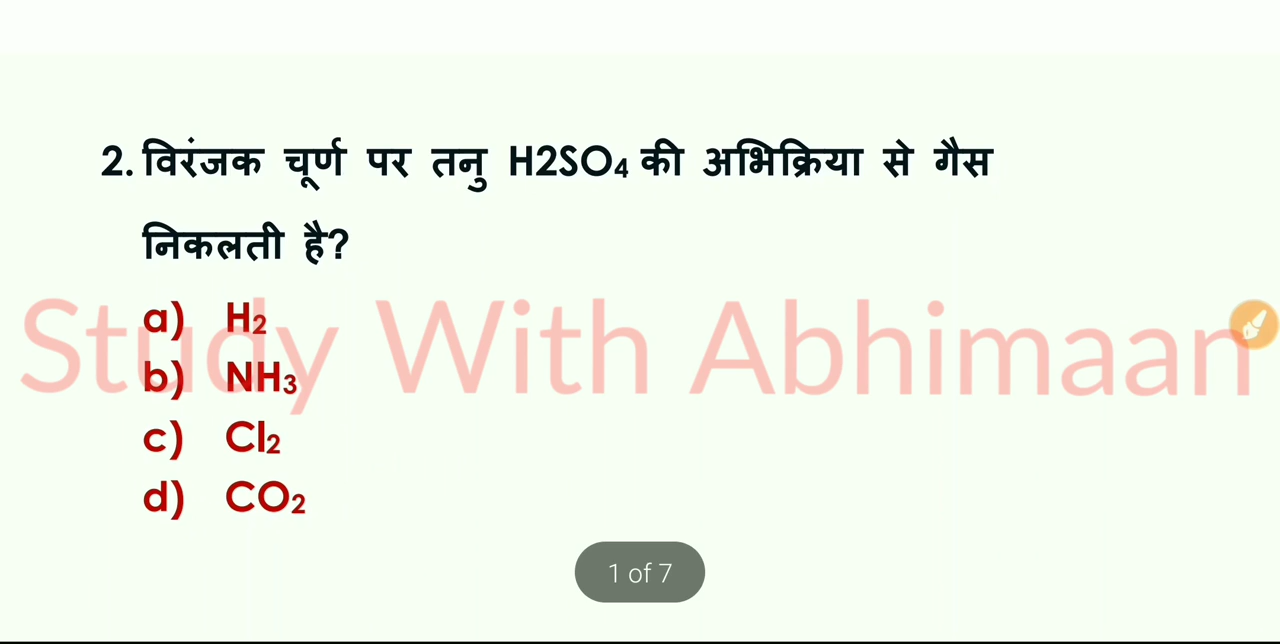 2. विरंजक चूर्ण पर तनु H2SO4 की अभिक्रिया से गैस
निकलती है?
a) H2
b) NH3
c) Cl2
d) CO2
Study With Abhimaan
1 of 7